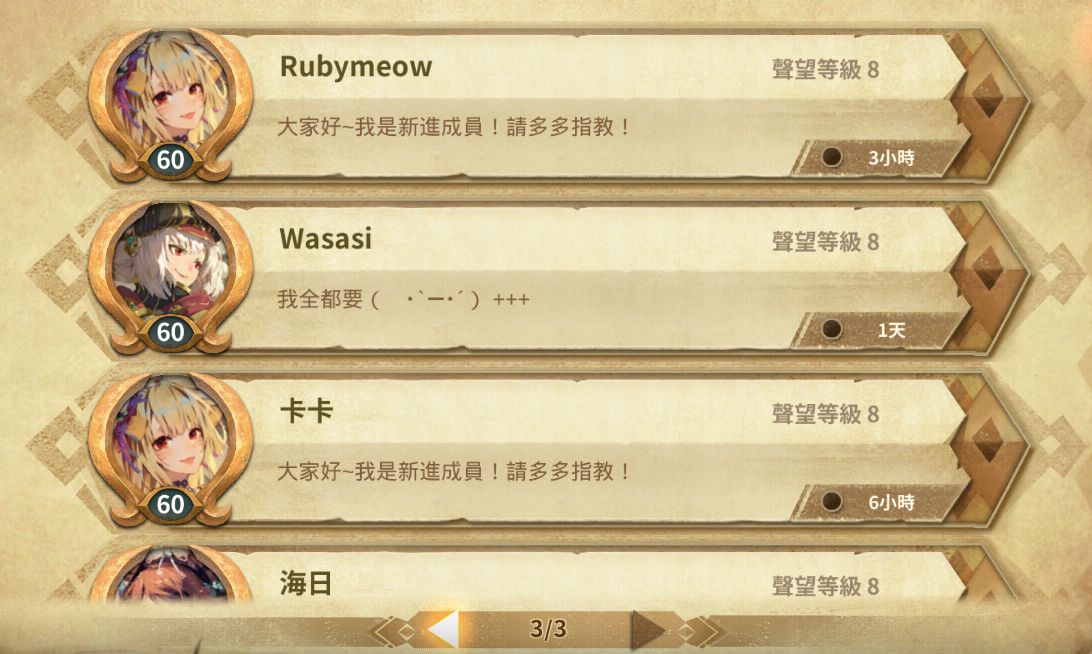 Rubymeow
聲望等級 8
大家好~我是新進成員！請多多指教！
60
3小時
Wasasi
聲望等級 8
我全都要 (　･`ー･´ ) +++
60
1天
卡卡
聲望等級 8
大家好~我是新進成員！請多多指教！
60
6小時
海日
聲望等級 8
3/3